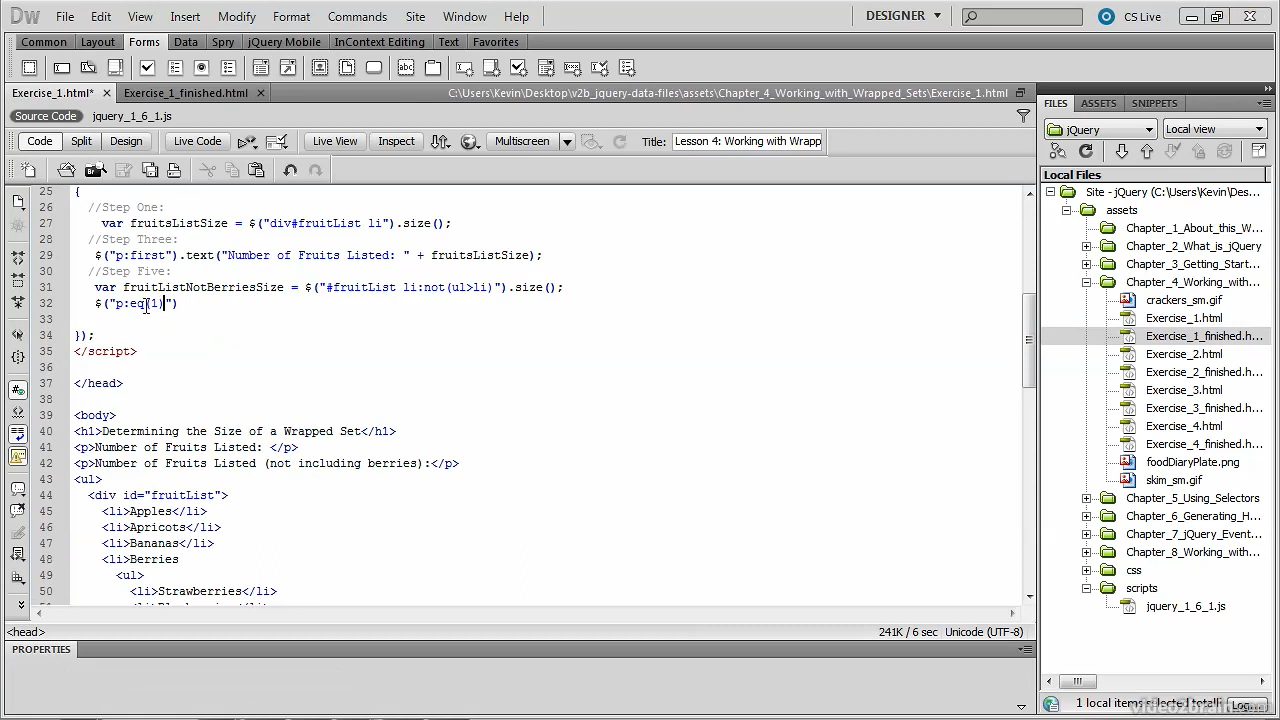 Dw File Edit View Insert Modify Format Commands Site Window Help DESIGNER CS Live
Common Layout Forms Data Spry jQuery Mobile InContext Editing Text Favorites
Exercise_1.html* Exercise_1_finished.html C:\Users\Kevin\Desktop\v2b_jquery-data-files\assets\Chapter_4_Working_with_Wrapped_Sets\Exercise_1.html
Source Code jquery_1_6_1.js
Code Split Design Live Code Live View Inspect Multiscreen Title: Lesson 4: Working with Wrapp
25 {
26 //Step One:
27 var fruitsListSize = $("div#fruitList li").size();
28 //Step Three:
29 $("p:first").text("Number of Fruits Listed: " + fruitsListSize);
30 //Step Five:
31 var fruitListNotBerriesSize = $("#fruitList li:not(ul>li)").size();
32 $("p:eq(1)")
33
34 });
35 </script>
36
37 </head>
38
39 <body>
40 <h1>Determining the Size of a Wrapped Set</h1>
41 <p>Number of Fruits Listed: </p>
42 <p>Number of Fruits Listed (not including berries):</p>
43 <ul>
44 <div id="fruitList">
45 <li>Apples</li>
46 <li>Apricots</li>
47 <li>Bananas</li>
48 <li>Berries
49 <ul>
50 <li>Strawberries</li>
<head> 241K / 6 sec Unicode (UTF-8)
PROPERTIES
FILES ASSETS SNIPPETS
jQuery Local view
Local Files
Site - jQuery (C:\Users\Kevin\Des...
assets
Chapter_1_About_this_W...
Chapter_2_What_is_jQuery
Chapter_3_Getting_Start...
Chapter_4_Working_with...
crackers_sm.gif
Exercise_1.html
Exercise_1_finished.h...
Exercise_2.html
Exercise_2_finished.h...
Exercise_3.html
Exercise_3_finished.h...
Exercise_4.html
Exercise_4_finished.h...
foodDiaryPlate.png
skim_sm.gif
Chapter_5_Using_Selectors
Chapter_6_Generating_H...
Chapter_7_jQuery_Event...
Chapter_8_Working_with...
css
scripts
jquery_1_6_1.js
1 local items selected totalli Log...
video2brain.com